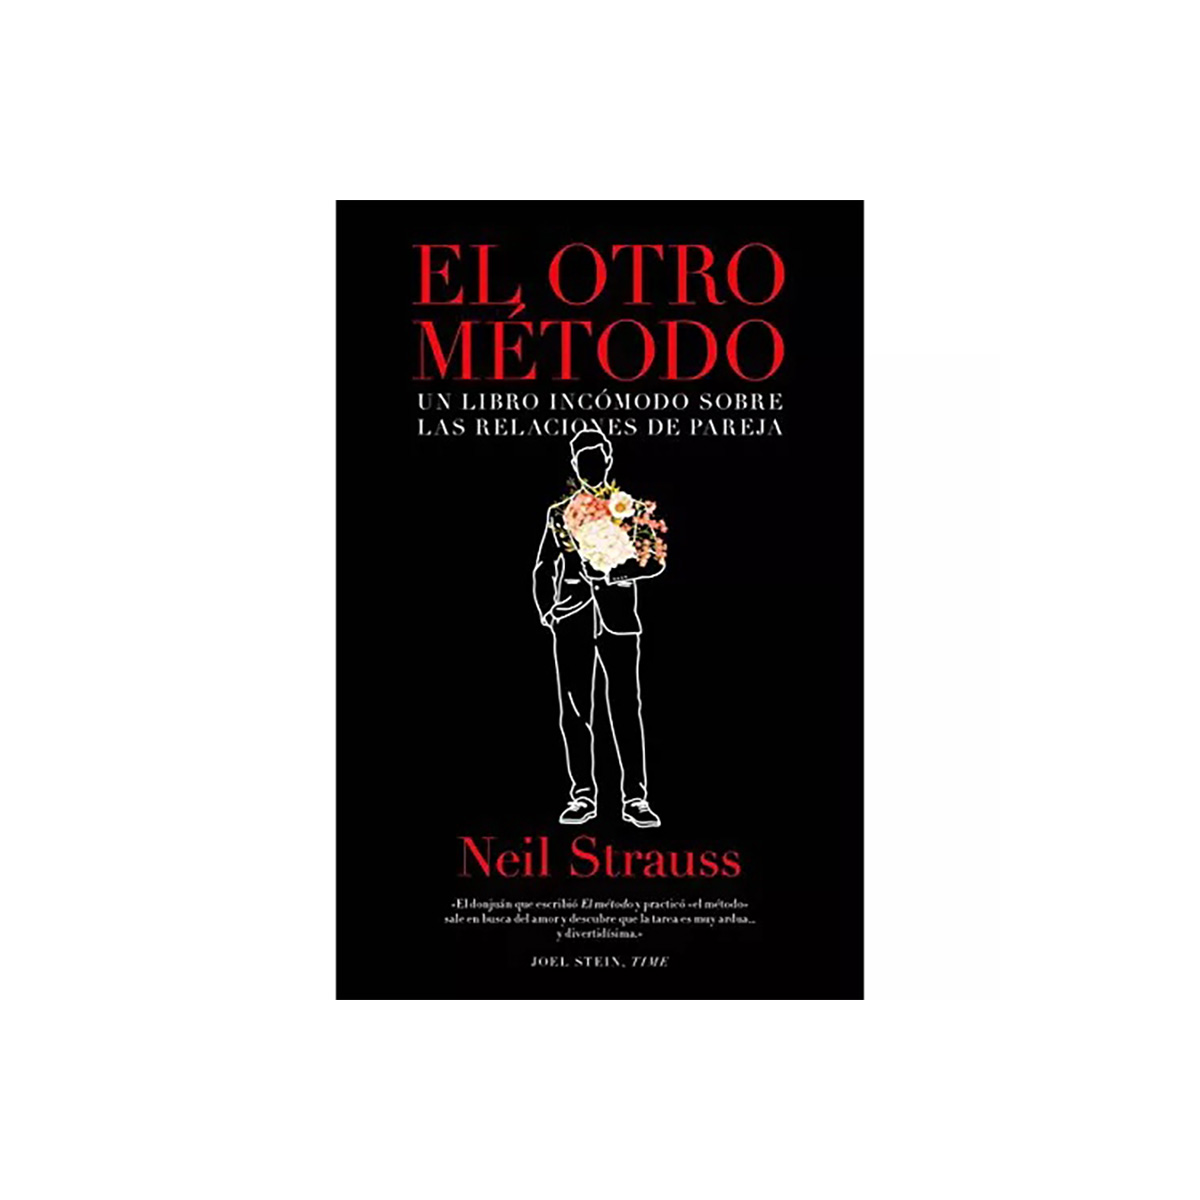 EL OTRO
MÉTODO
UN LIBRO INCÓMODO SOBRE
LAS RELACIONES DE PAREJA
Neil Strauss
«El donjuán que escribió El método y practicó «el método»
sale en busca del amor y descubre que la tarea es muy ardua...
y divertidísima.»
JOEL STEIN, TIME